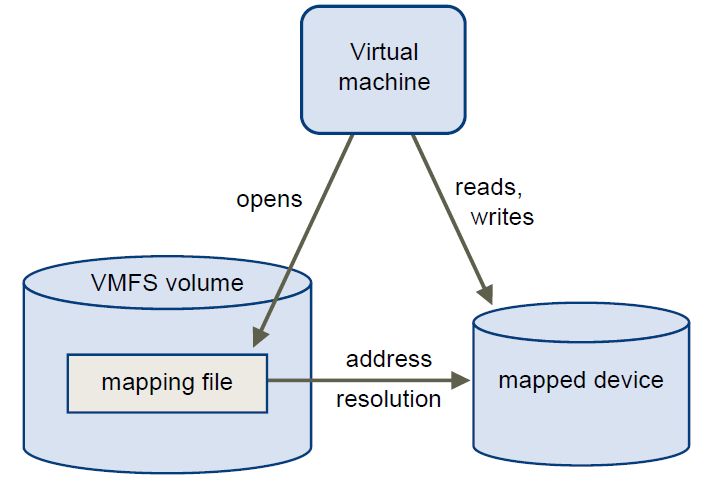 Virtual
machine
opens
reads,
writes
VMFS volume
mapping file
address
resolution
mapped device